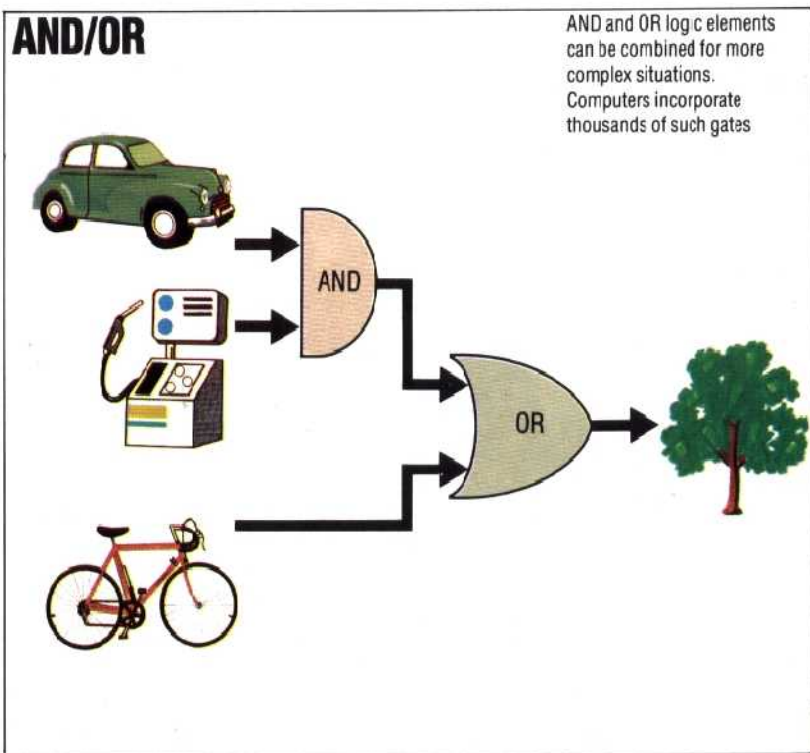 AND/OR
AND and OR log c elements
can be combined for more
complex situations.
Computers incorporate
thousands of such gates
AND
OR